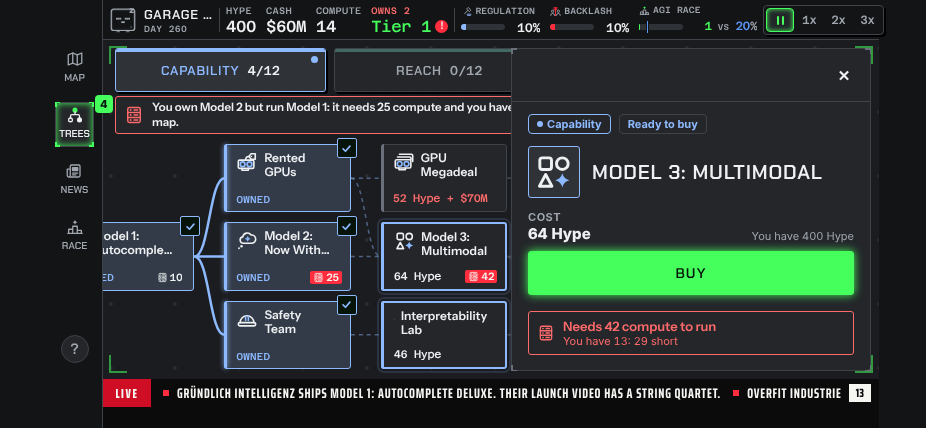 GARAGE ...
DAY 260
HYPE
400
CASH
$60M
COMPUTE
14
OWNS 2
Tier 1
REGULATION
10%
BACKLASH
10%
AGI RACE
1 vs 20%
1x
2x
3x
MAP
4
TREES
NEWS
RACE
?
CAPABILITY 4/12
REACH 0/12
You own Model 2 but run Model 1: it needs 25 compute and you have
map.
Rented
GPUs
OWNED
GPU
Megadeal
52 Hype + $70M
odel 1:
utocomplete...
ED
10
Model 2:
Now With...
OWNED
25
Model 3:
Multimodal
64 Hype
42
Safety
Team
OWNED
Interpretability
Lab
46 Hype
Capability
Ready to buy
MODEL 3: MULTIMODAL
COST
64 Hype
You have 400 Hype
BUY
Needs 42 compute to run
You have 13: 29 short
LIVE
GRÜNDLICH INTELLIGENZ SHIPS MODEL 1: AUTOCOMPLETE DELUXE. THEIR LAUNCH VIDEO HAS A STRING QUARTET.
OVERFIT INDUSTRIE
13